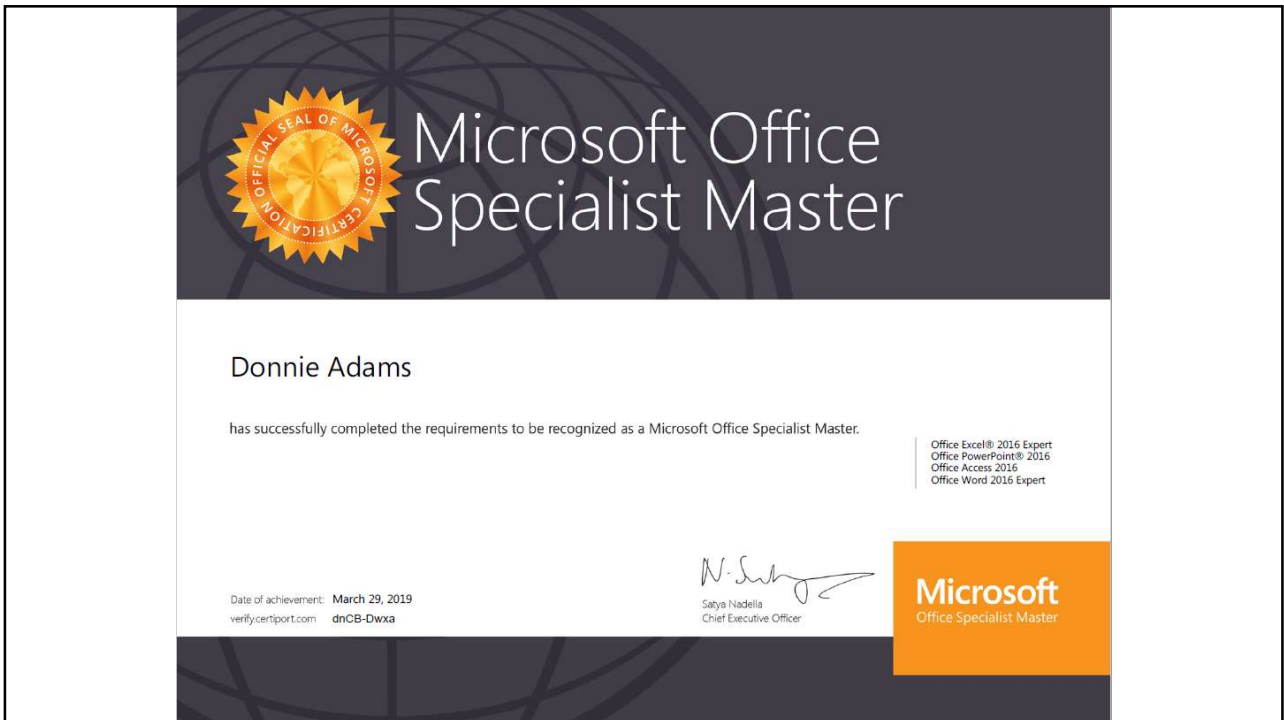 OFFICIAL SEAL OF MICROSOFT CERTIFICATION
Microsoft Office
Specialist Master
Donnie Adams
has successfully completed the requirements to be recognized as a Microsoft Office Specialist Master.
Office Excel® 2016 Expert
Office PowerPoint® 2016
Office Access 2016
Office Word 2016 Expert
Date of achievement: March 29, 2019
verify.certiport.com dnCB-Dwxa
Satya Nadella
Chief Executive Officer
Microsoft
Office Specialist Master